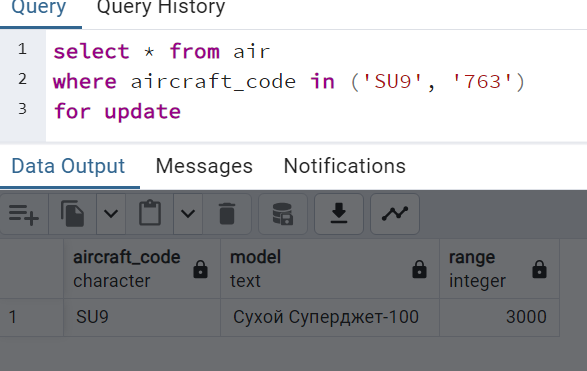 Query Query History
1 select * from air
2 where aircraft_code in ('SU9', '763')
3 for update
Data Output Messages Notifications
aircraft_code model range
character text integer
1 SU9 Сухой Суперджет-100 3000